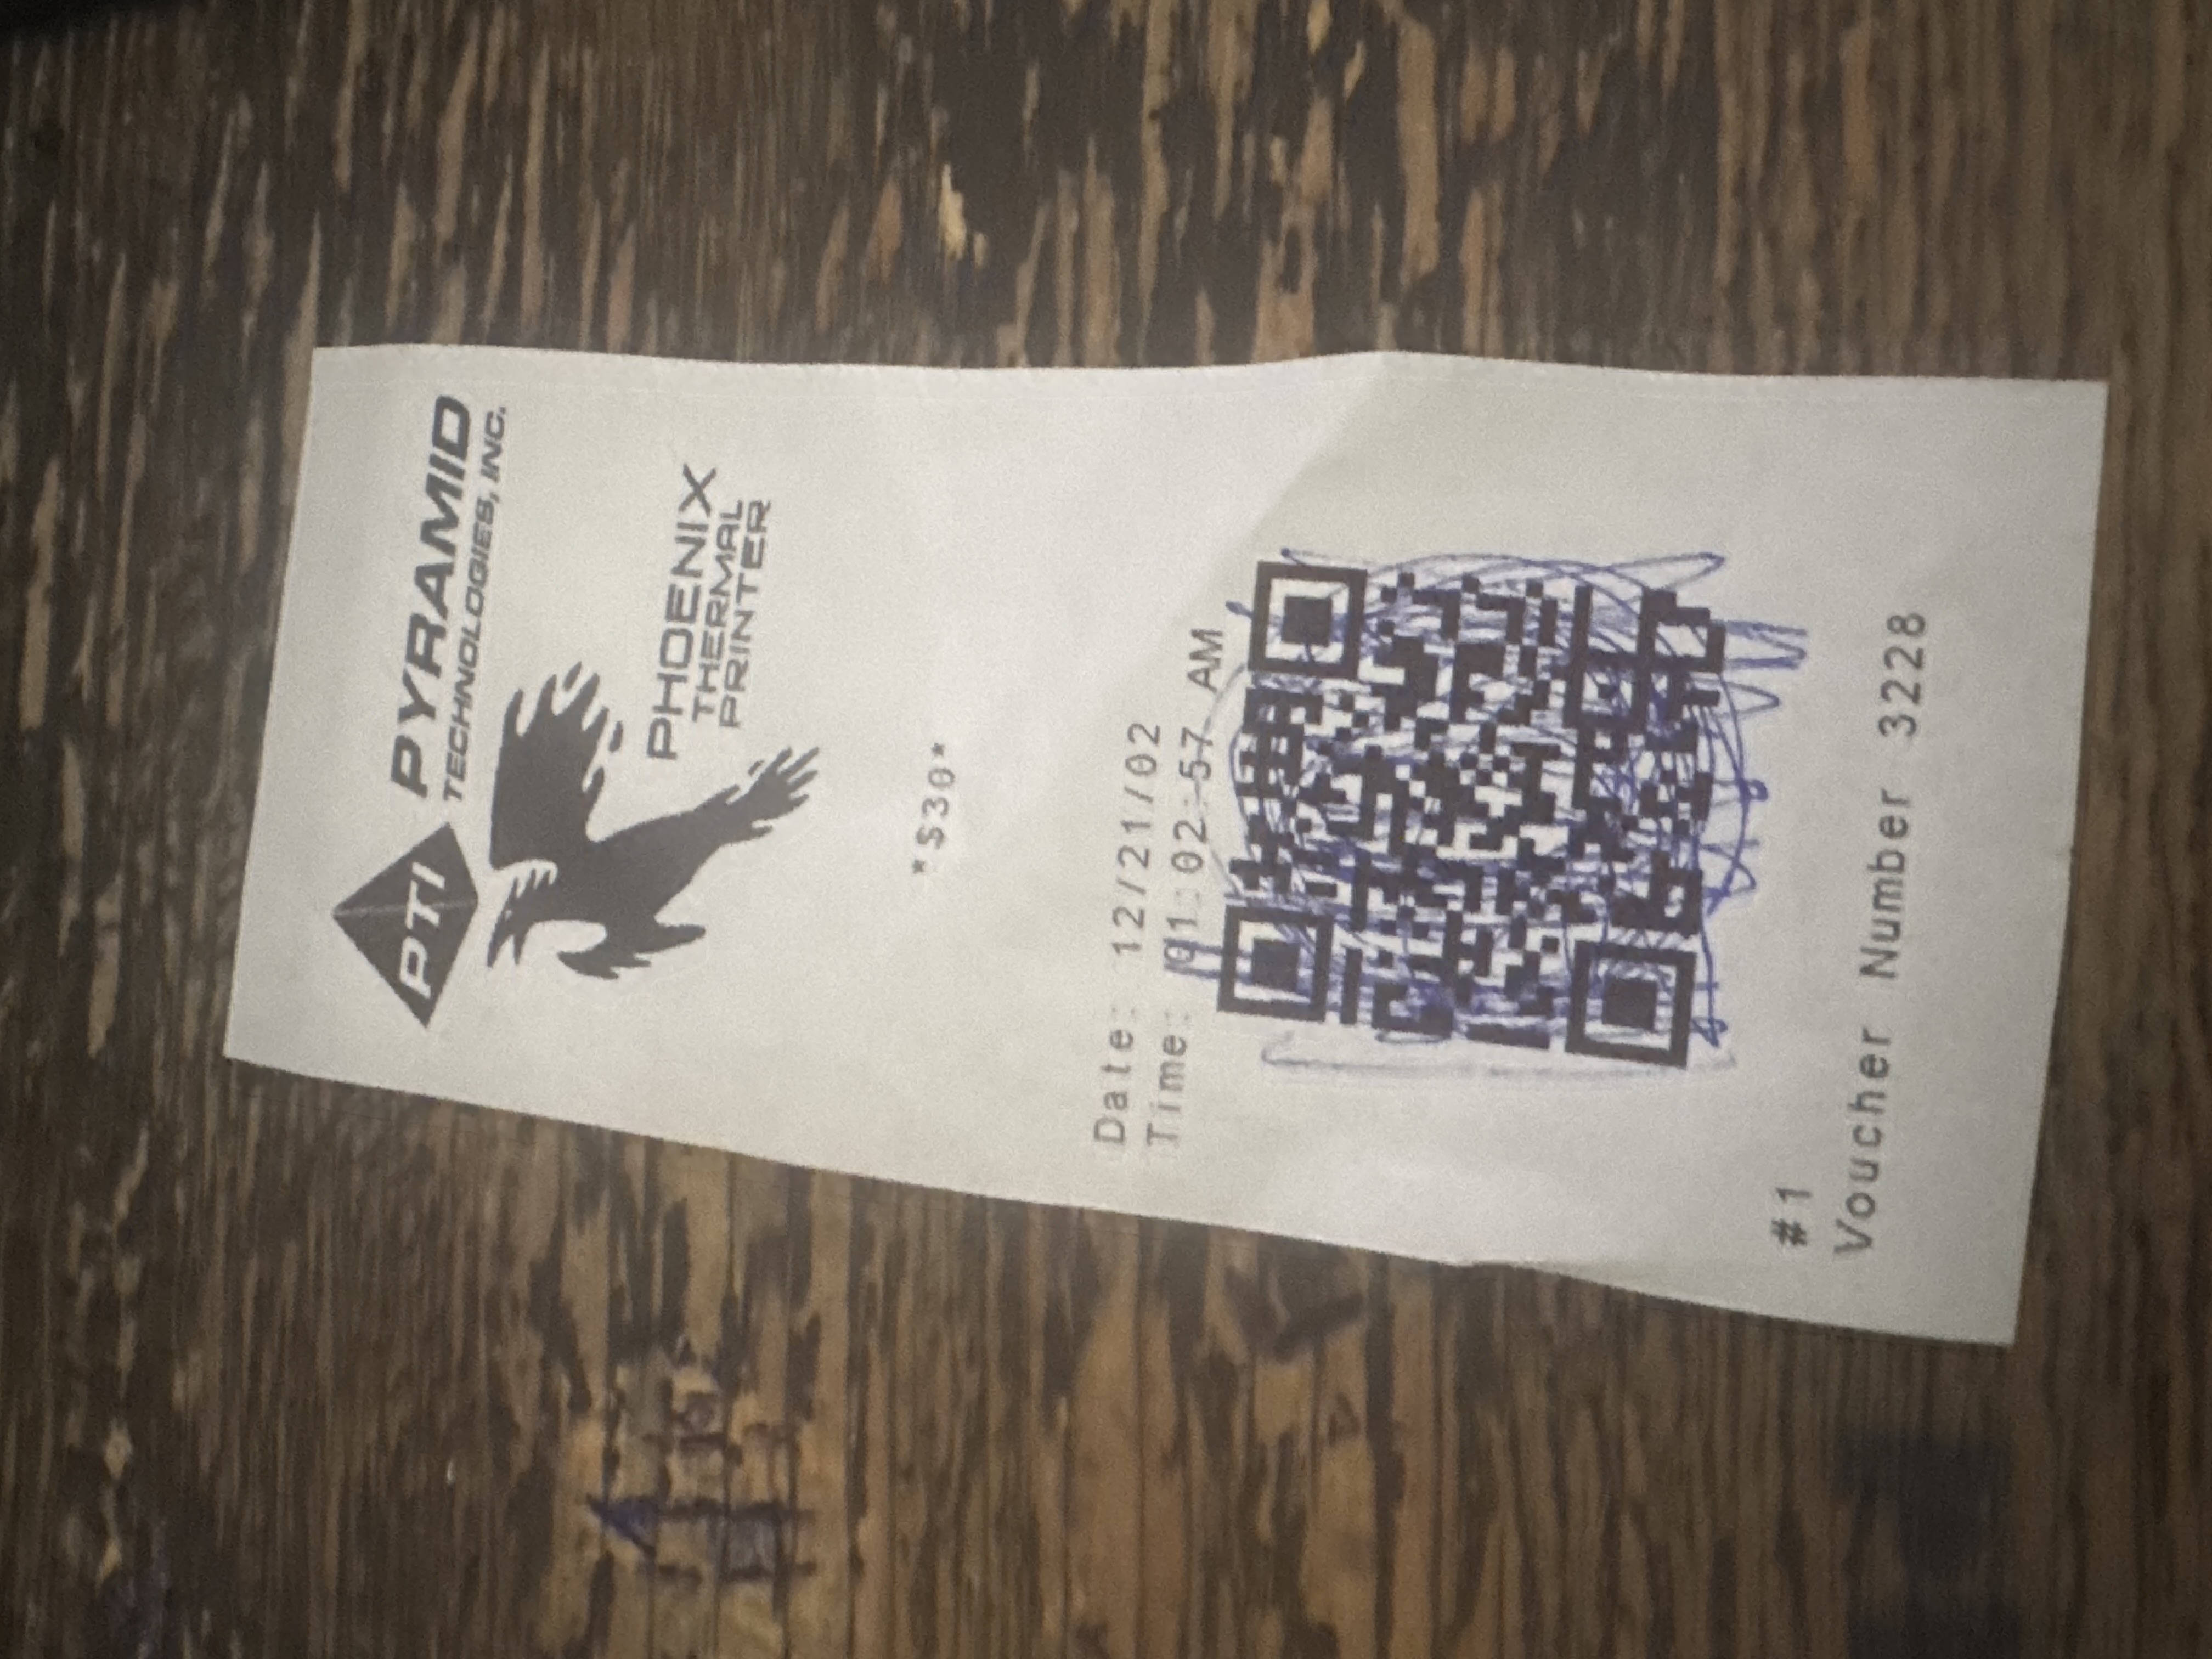 PTI
PYRAMID
TECHNOLOGIES, INC.
PHOENIX
THERMAL
PRINTER
*$30*
Date: 12/21/02
Time: 01:02:57 AM
#1
Voucher Number 3228